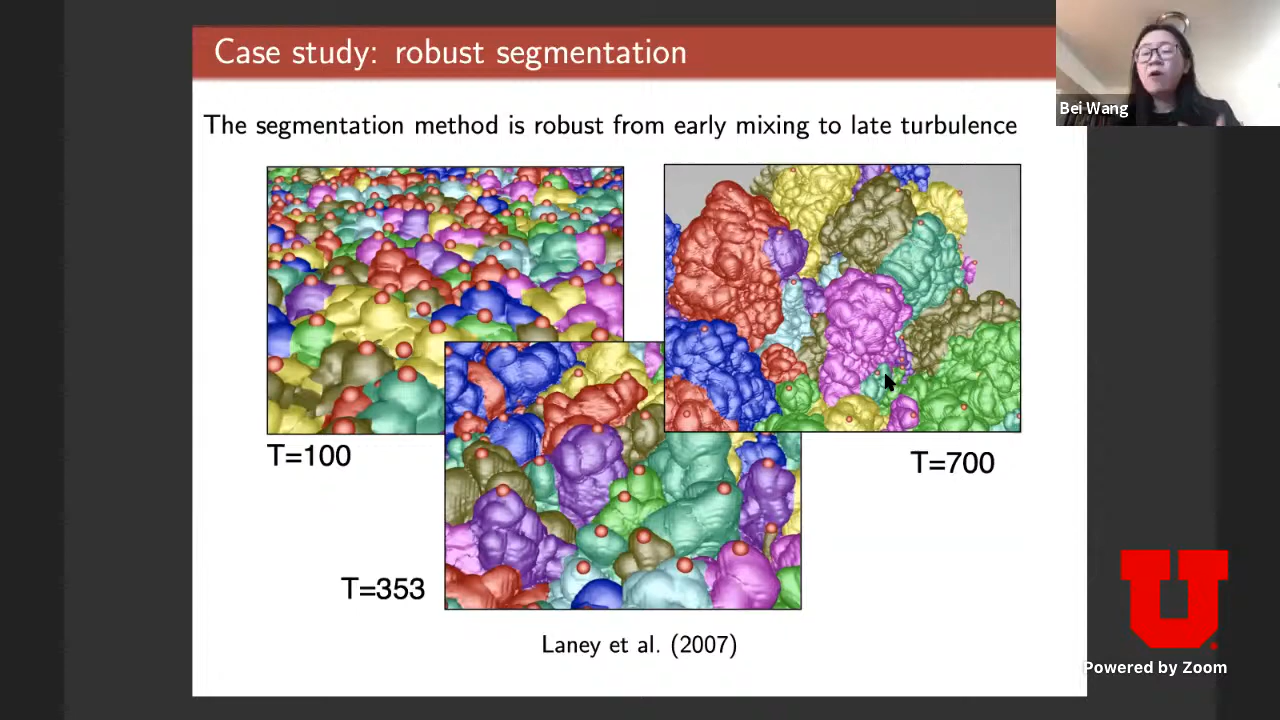 Case study: robust segmentation
Bei Wang
The segmentation method is robust from early mixing to late turbulence
T=100
T=700
T=353
Laney et al. (2007)
U
Powered by Zoom